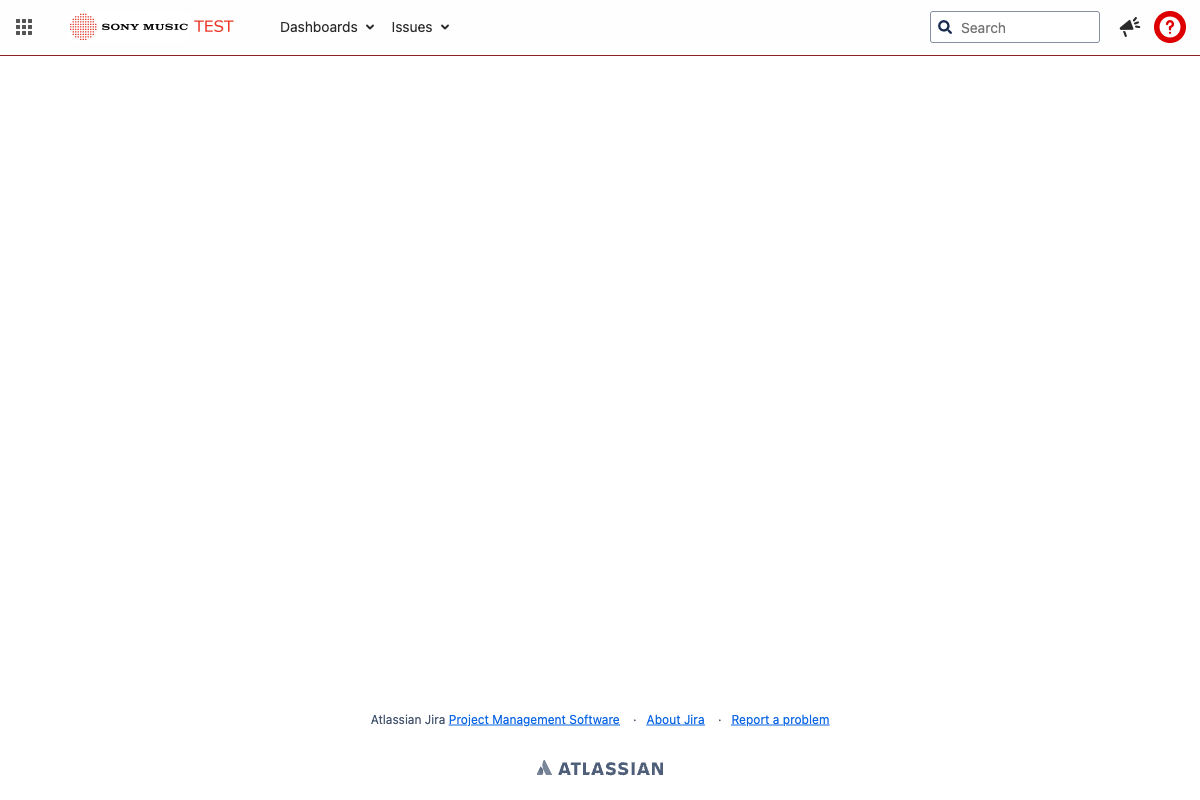 SONY MUSIC TEST
Dashboards Issues
Search
?
Atlassian Jira Project Management Software · About Jira · Report a problem
ATLASSIAN